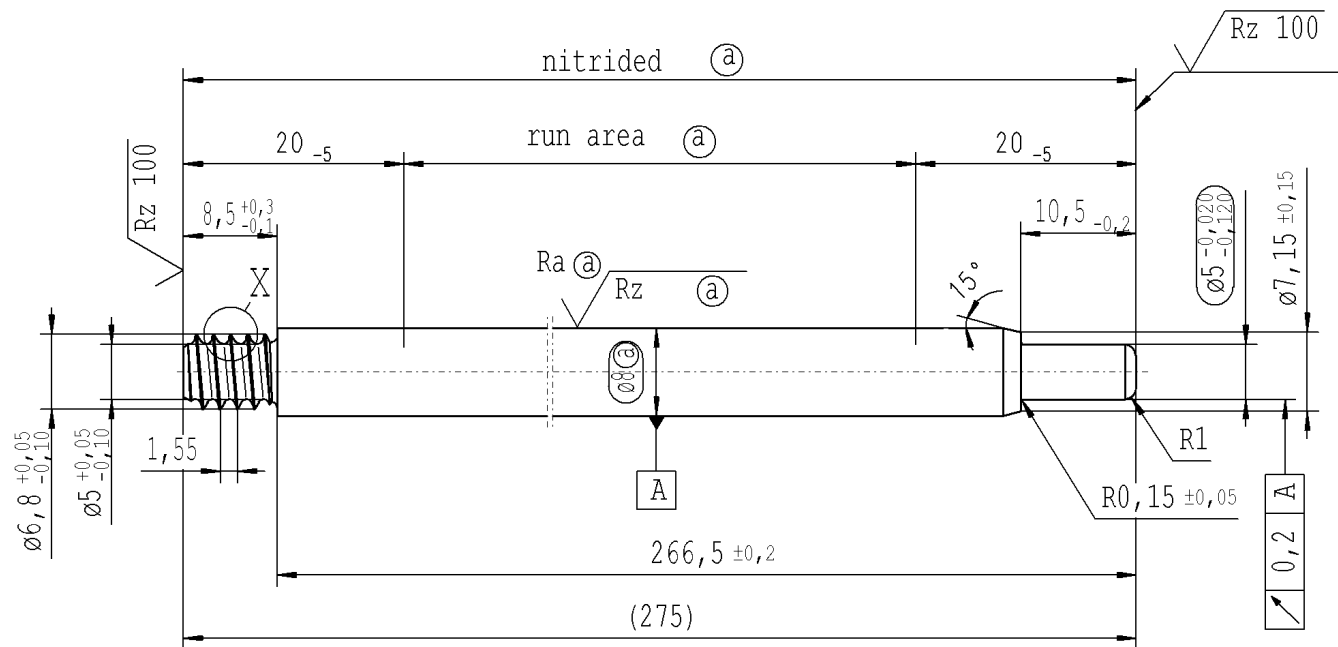 Rz 100
nitrided ⓐ
run area ⓐ
20 -5
20 -5
Rz 100
8,5 +0,3 -0,1
10,5 -0,2
ø5 -0,020 -0,120
ø7,15 ±0,15
X
Ra ⓐ
Rz ⓐ
15°
ø8 ⓐ
ø6,8 +0,05 -0,10
ø5 +0,05 -0,10
1,55
A
R1
R0,15 ±0,05
0,2 A
266,5 ±0,2
(275)